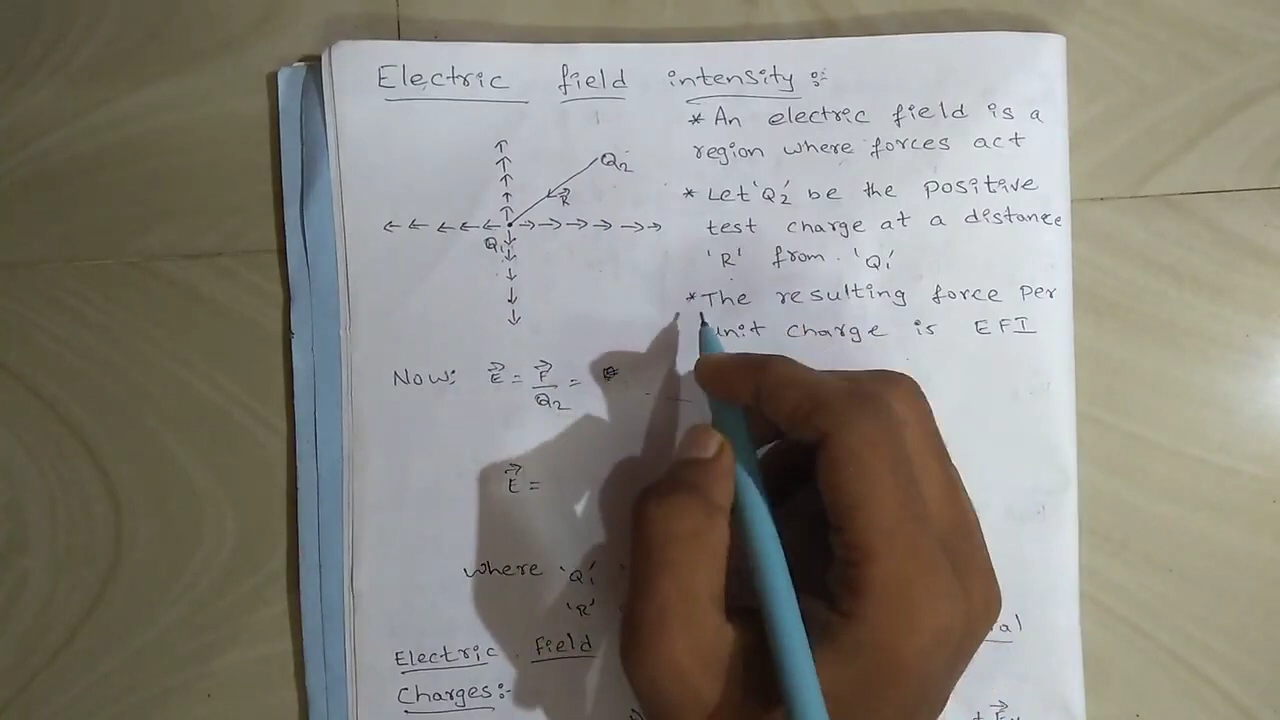 Electric field intensity :-
* An electric field is a
region where forces act
* Let 'Q2' be the positive
test charge at a distance
'R' from 'Q1'
* The resulting force per
unit charge is EFI
Q2
R
Q1
Now: E = F/Q2 =
E =
where 'Q1'
'R'
Electric Field
Charges:-